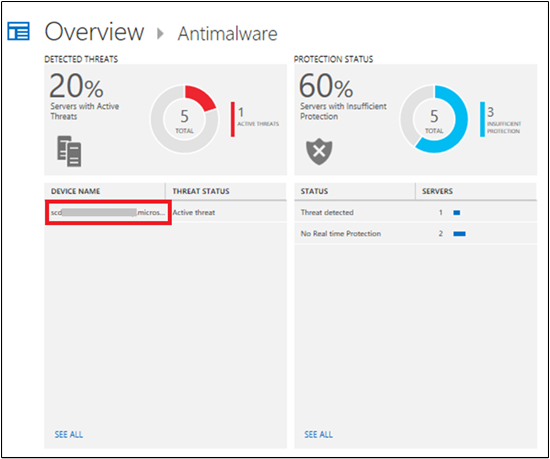 Overview ▸ Antimalware
DETECTED THREATS
20%
Servers with Active
Threats
5
TOTAL
1
ACTIVE THREATS
DEVICE NAME THREAT STATUS
scd .micros... Active threat
SEE ALL
PROTECTION STATUS
60%
Servers with Insufficient
Protection
5
TOTAL
3
INSUFFICIENT
PROTECTION
STATUS SERVERS
Threat detected 1
No Real time Protection 2
SEE ALL